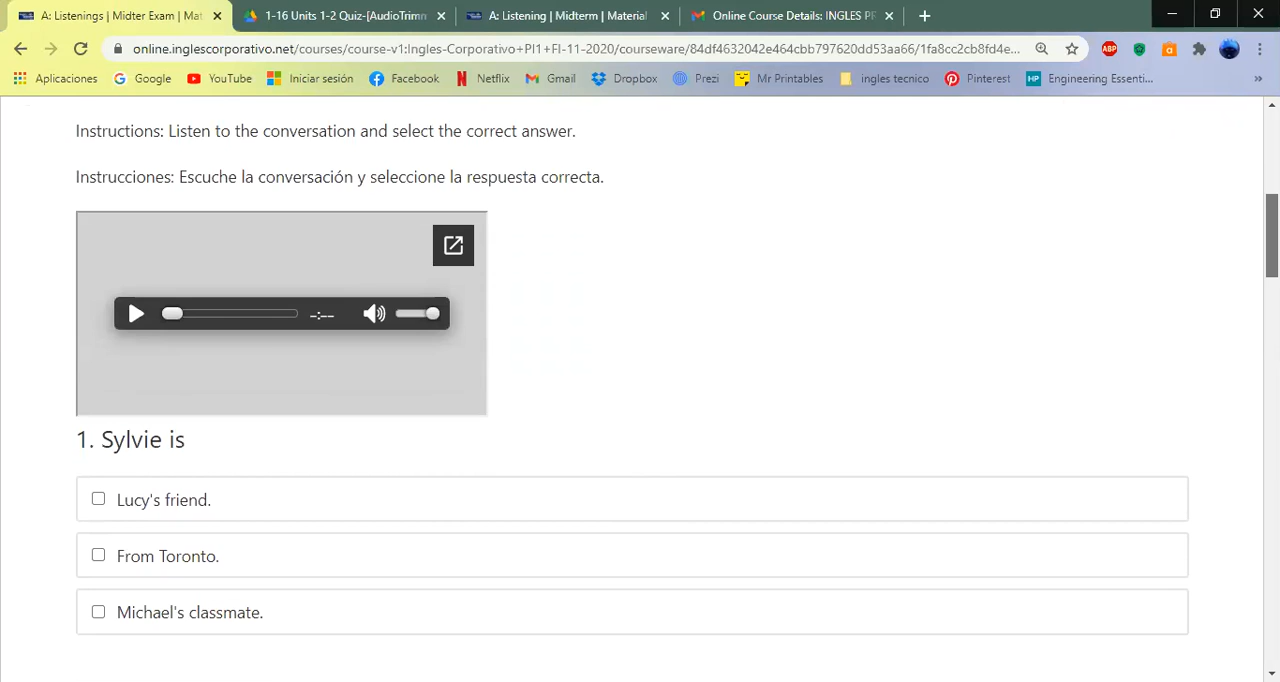 A: Listenings | Midter Exam | Mat
1-16 Units 1-2 Quiz-[AudioTrimm
A: Listening | Midterm | Material
Online Course Details: INGLES PR
online.inglescorporativo.net/courses/course-v1:Ingles-Corporativo+PI1+FI-11-2020/courseware/84df4632042e464cbb797620dd53aa66/1fa8cc2cb8fd4e...
ABP
Aplicaciones
Google
YouTube
Iniciar sesión
Facebook
Netflix
Gmail
Dropbox
Prezi
Mr Printables
ingles tecnico
Pinterest
HP
Engineering Essenti...
»
Instructions: Listen to the conversation and select the correct answer.
Instrucciones: Escuche la conversación y seleccione la respuesta correcta.
-:--
1. Sylvie is
Lucy's friend.
From Toronto.
Michael's classmate.